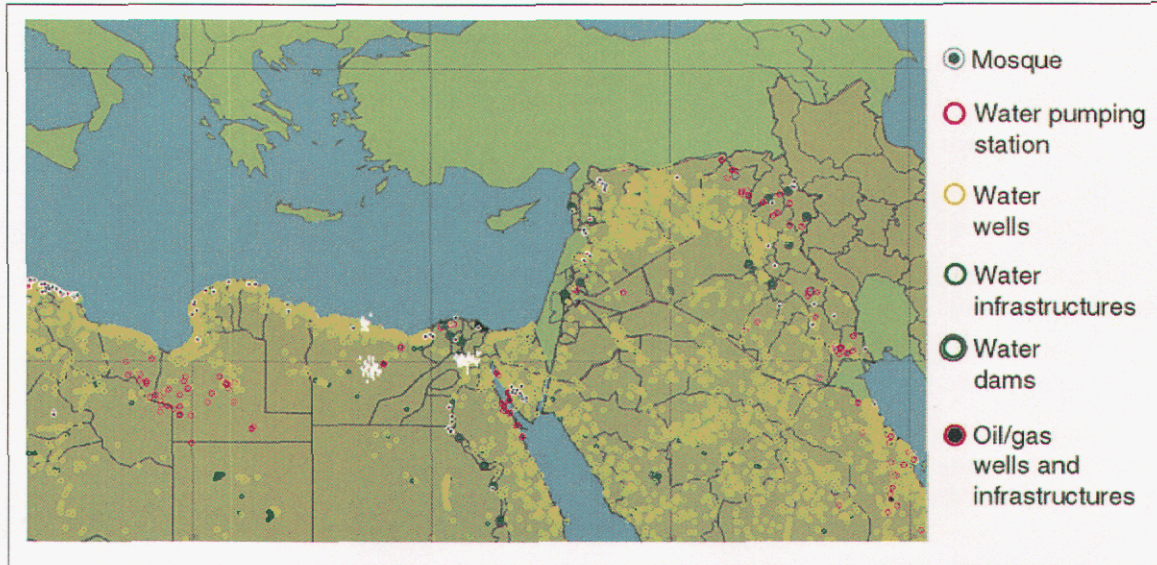 Mosque
Water pumping
station
Water
wells
Water
infrastructures
Water
dams
Oil/gas
wells and
infrastructures